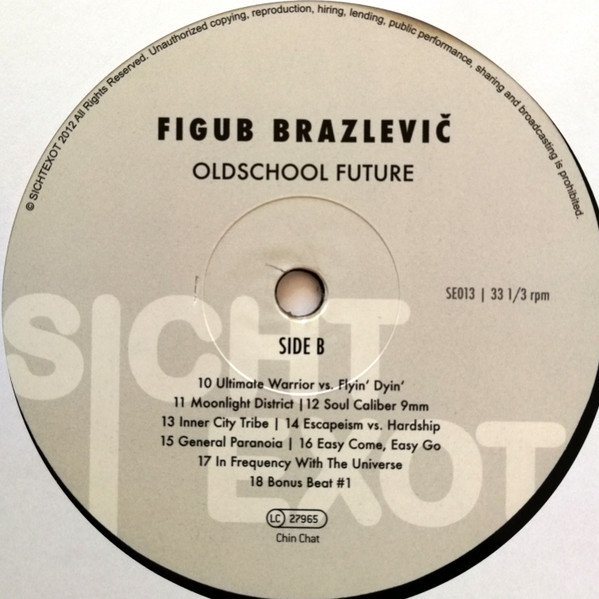 © SICHTEXOT 2012 All Rights Reserved. Unauthorized copying, reproduction, hiring, lending, public performance, sharing and broadcasting is prohibited.
FIGUB BRAZLEVIČ
OLDSCHOOL FUTURE
SE013 | 33 1/3 rpm
SICHT
EXOT
SIDE B
10 Ultimate Warrior vs. Flyin' Dyin'
11 Moonlight District | 12 Soul Caliber 9mm
13 Inner City Tribe | 14 Escapeism vs. Hardship
15 General Paranoia | 16 Easy Come, Easy Go
17 In Frequency With The Universe
18 Bonus Beat #1
LC 27965
Chin Chat